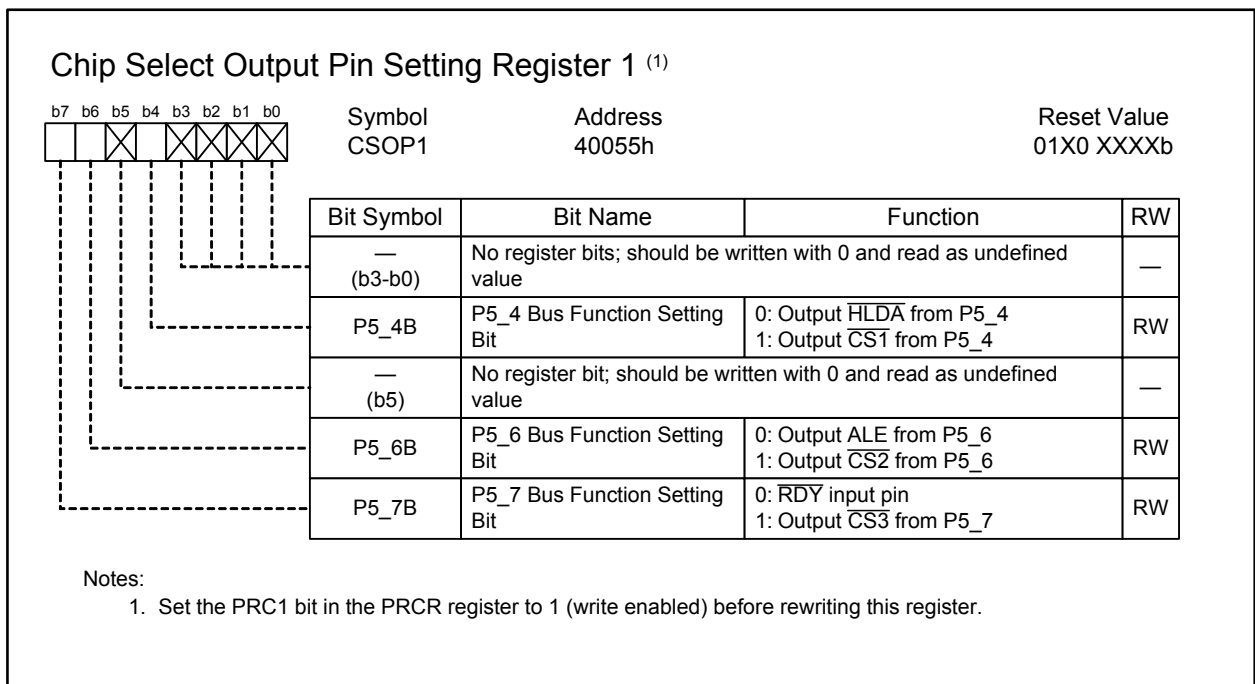 Chip Select Output Pin Setting Register 1 (1)
b7 b6 b5 b4 b3 b2 b1 b0
Symbol Address Reset Value
CSOP1 40055h 01X0 XXXXb
Bit Symbol Bit Name Function RW
—
(b3-b0)
No register bits; should be written with 0 and read as undefined
value
—
P5_4B
P5_4 Bus Function Setting
Bit
0: Output H̅L̅D̅A̅ from P5_4
1: Output C̅S̅1̅ from P5_4
RW
—
(b5)
No register bit; should be written with 0 and read as undefined
value
—
P5_6B
P5_6 Bus Function Setting
Bit
0: Output ALE from P5_6
1: Output C̅S̅2̅ from P5_6
RW
P5_7B
P5_7 Bus Function Setting
Bit
0: R̅D̅Y̅ input pin
1: Output C̅S̅3̅ from P5_7
RW
Notes:
1. Set the PRC1 bit in the PRCR register to 1 (write enabled) before rewriting this register.